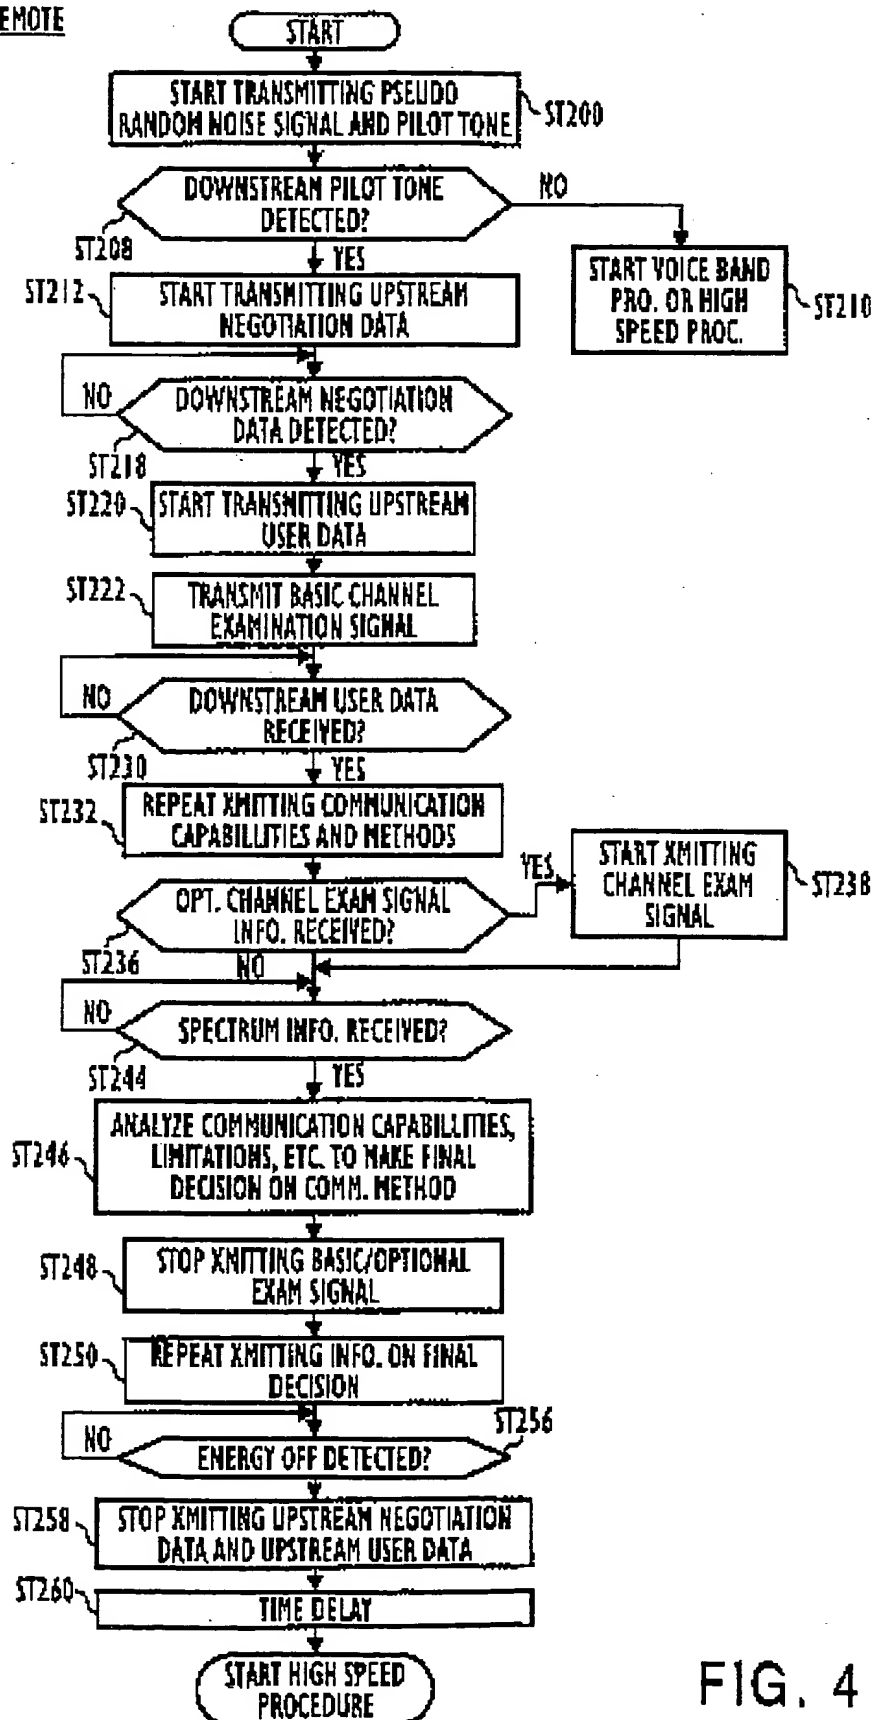 EMOTE
START
START TRANSMITTING PSEUDO
RANDOM NOISE SIGNAL AND PILOT TONE
ST200
DOWNSTREAM PILOT TONE
DETECTED?
NO
ST208
YES
START VOICE BAND
PRO. OR HIGH
SPEED PROC.
ST210
ST212
START TRANSMITTING UPSTREAM
NEGOTIATION DATA
NO
DOWNSTREAM NEGOTIATION
DATA DETECTED?
ST218
YES
ST220
START TRANSMITTING UPSTREAM
USER DATA
ST222
TRANSMIT BASIC CHANNEL
EXAMINATION SIGNAL
NO
DOWNSTREAM USER DATA
RECEIVED?
ST230
YES
ST232
REPEAT XMITTING COMMUNICATION
CAPABILLITIES AND METHODS
YES
START XMITTING
CHANNEL EXAM
SIGNAL
ST238
OPT. CHANNEL EXAM SIGNAL
INFO. RECEIVED?
ST236
NO
NO
SPECTRUM INFO. RECEIVED?
ST244
YES
ST246
ANALYZE COMMUNICATION CAPABILLITIES,
LIMITATIONS, ETC. TO MAKE FINAL
DECISION ON COMM. METHOD
ST248
STOP XMITTING BASIC/OPTIONAL
EXAM SIGNAL
ST250
REPEAT XMITTING INFO. ON FINAL
DECISION
ST256
NO
ENERGY OFF DETECTED?
ST258
STOP XMITTING UPSTREAM NEGOTIATION
DATA AND UPSTREAM USER DATA
ST260
TIME DELAY
START HIGH SPEED
PROCEDURE
FIG. 4